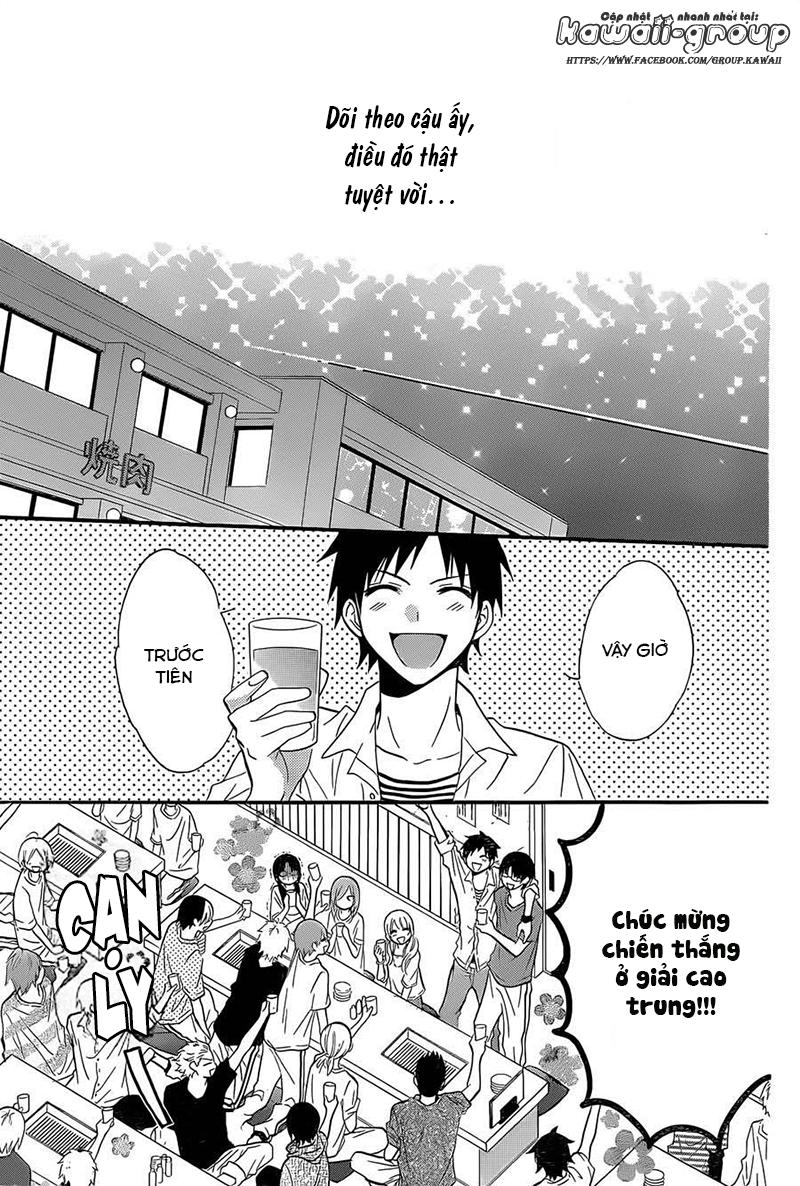 Cập nhật nhanh nhất tại:
kawaii-group
HTTPS://WWW.FACEBOOK.COM/GROUP.KAWAII
Dõi theo cậu ấy,
điều đó thật
tuyệt vời...
焼肉
VẬY GIỜ
TRƯỚC
TIÊN
Chúc mừng
chiến thắng
ở giải cao
trung!!!
CẠN
LY